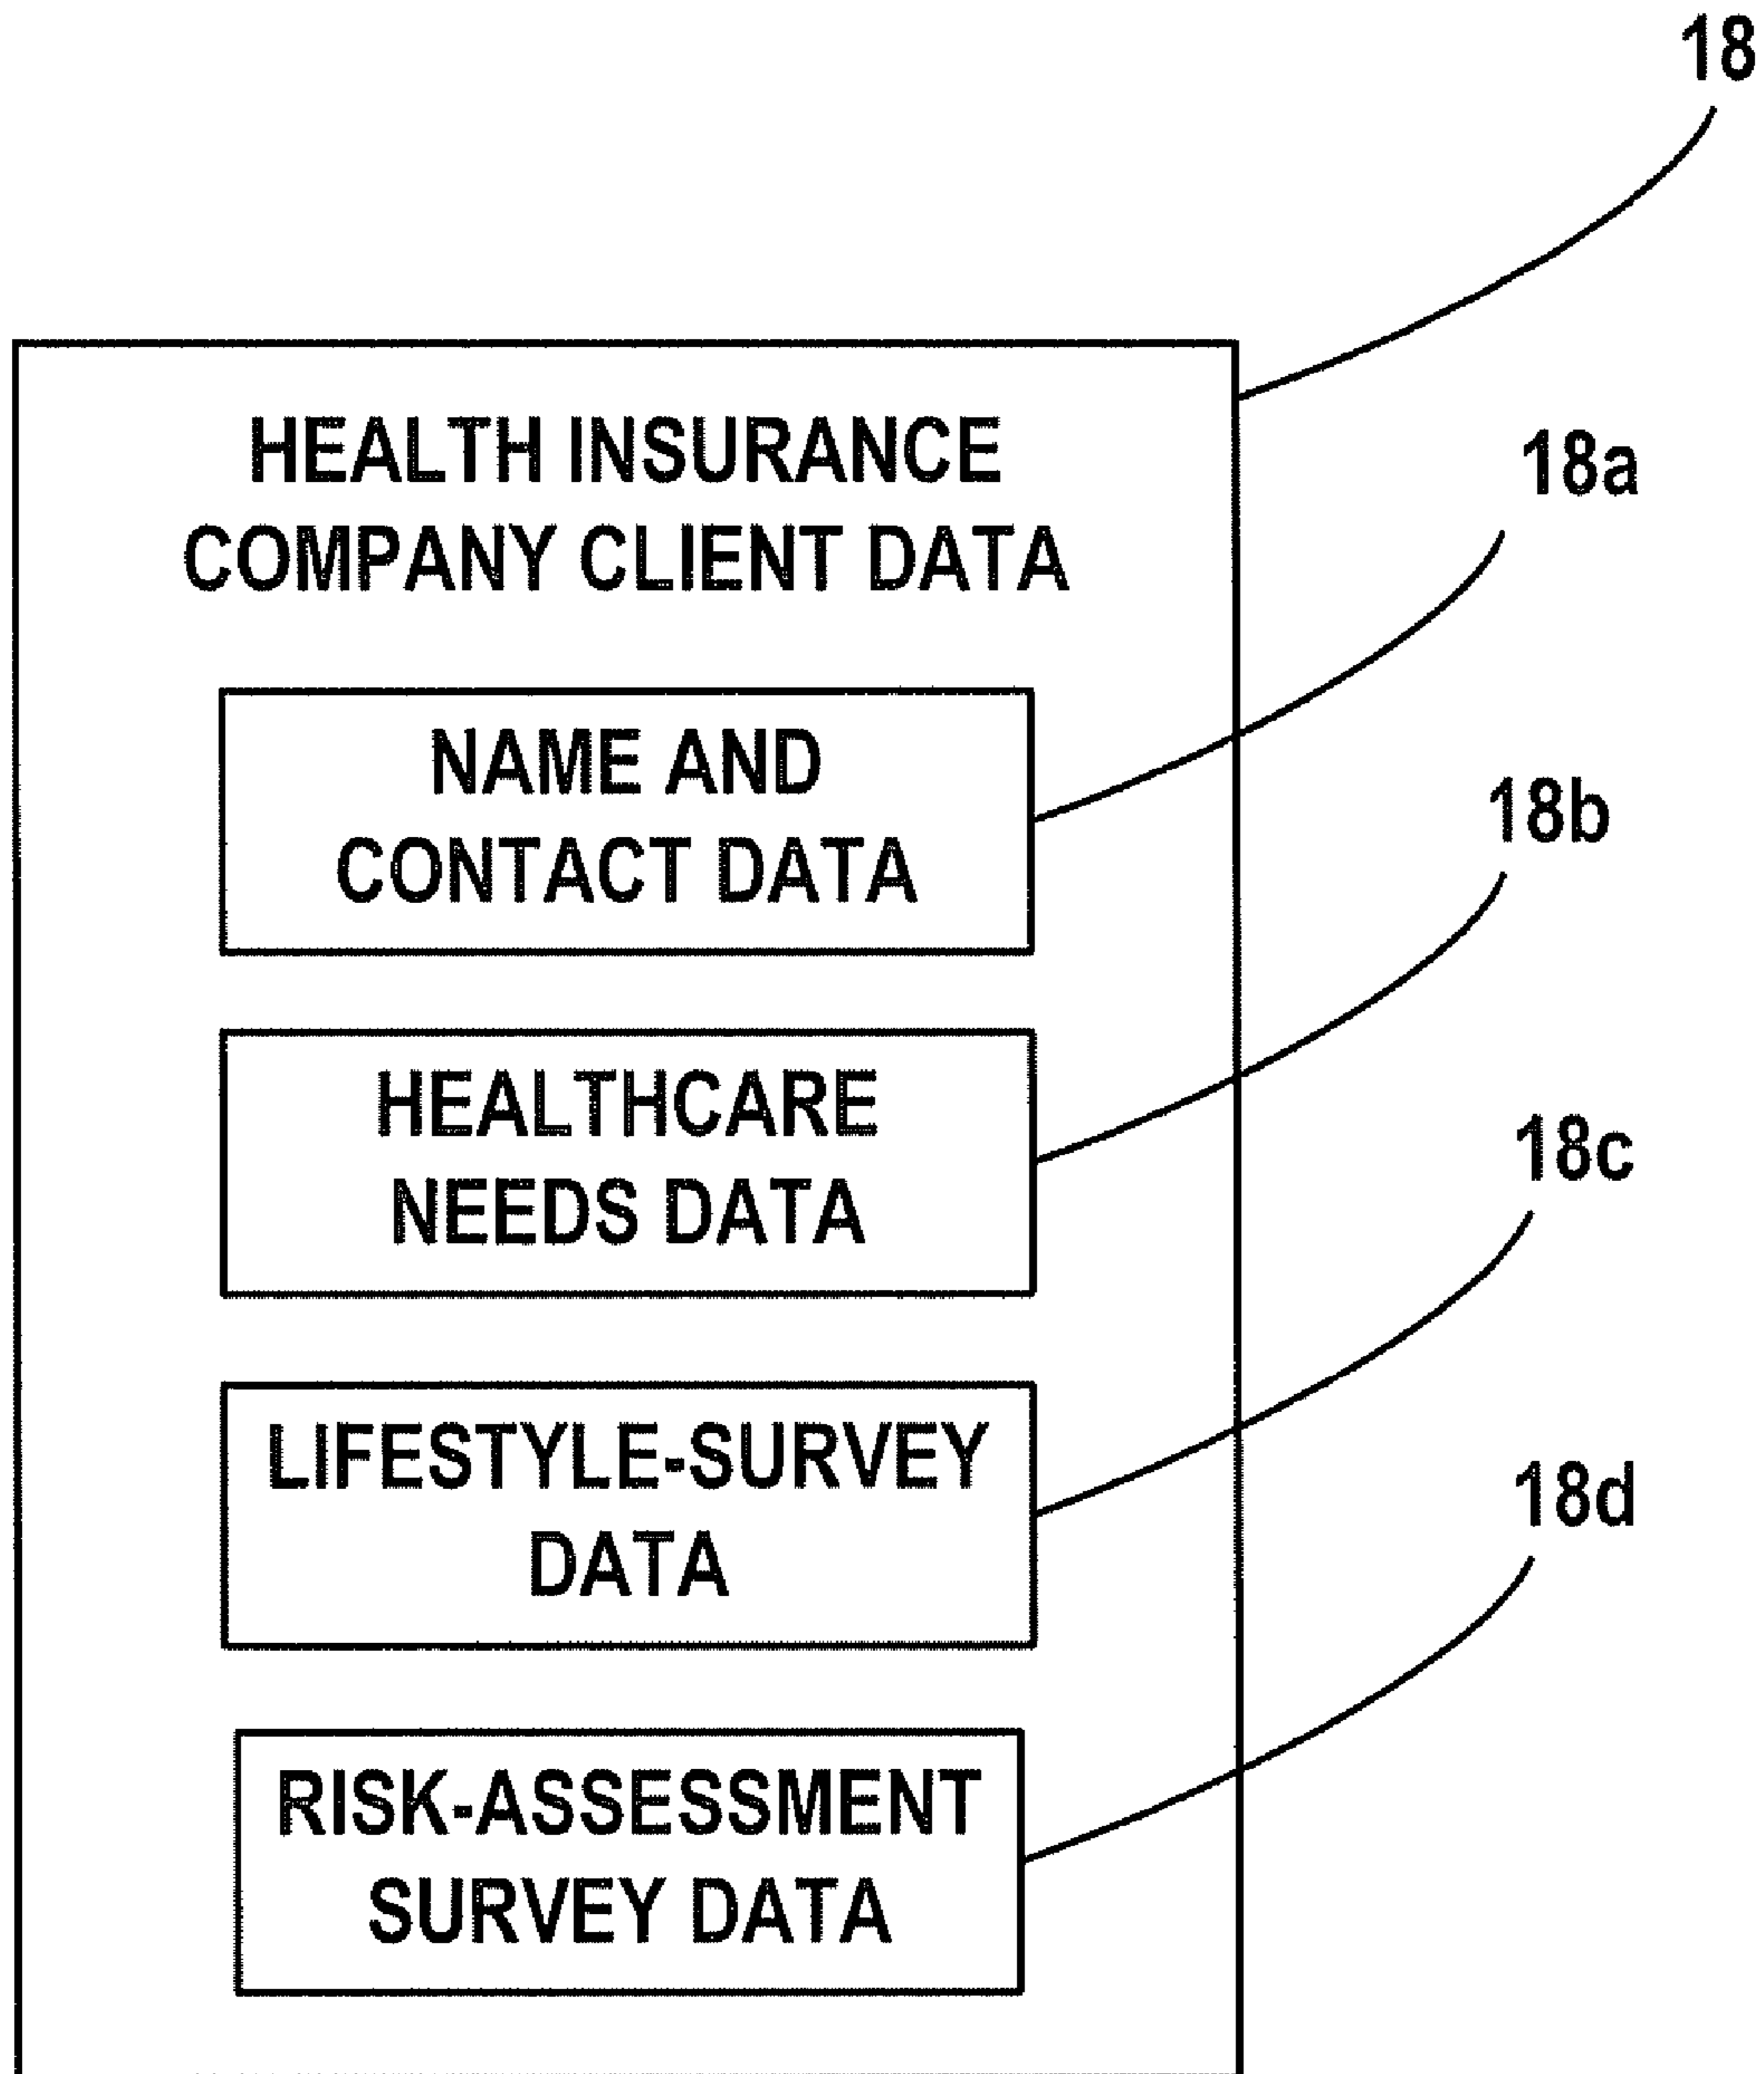 18
HEALTH INSURANCE
COMPANY CLIENT DATA
18a
NAME AND
CONTACT DATA
18b
HEALTHCARE
NEEDS DATA
18c
LIFESTYLE-SURVEY
DATA
18d
RISK-ASSESSMENT
SURVEY DATA